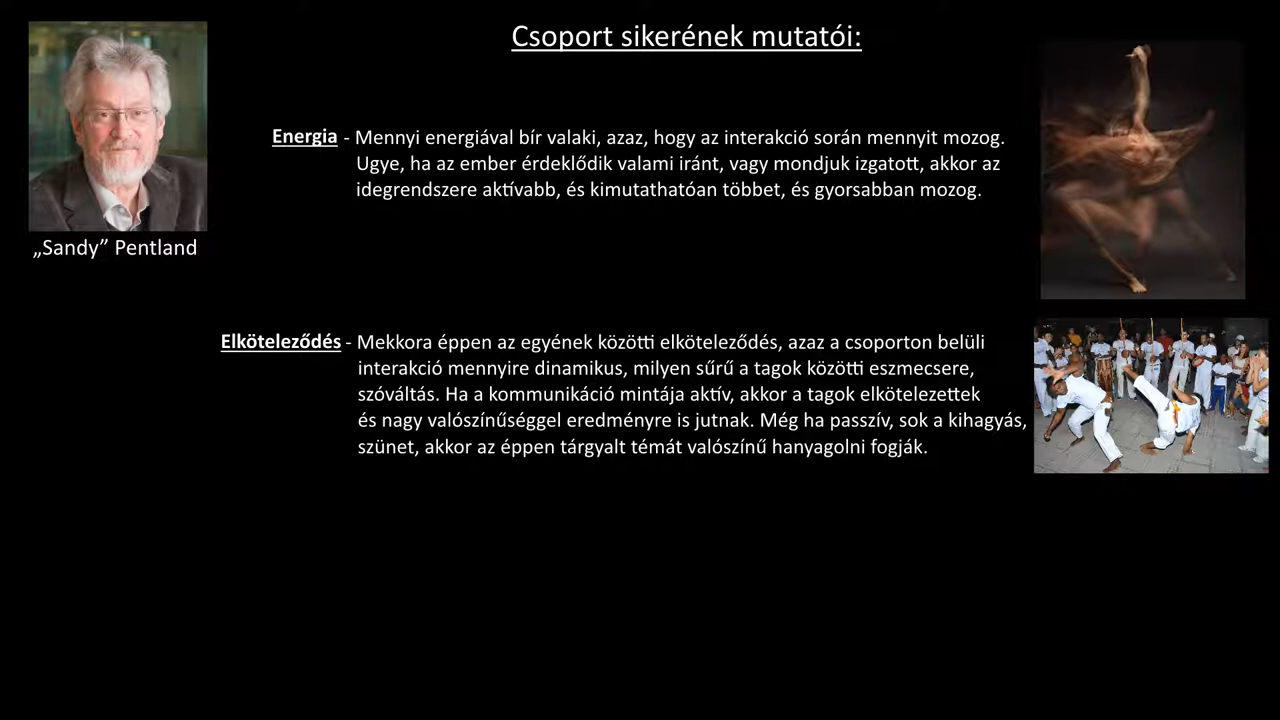 Csoport sikerének mutatói:
„Sandy” Pentland
Energia - Mennyi energiával bír valaki, azaz, hogy az interakció során mennyit mozog.
Ugye, ha az ember érdeklődik valami iránt, vagy mondjuk izgatott, akkor az
idegrendszere aktívabb, és kimutathatóan többet, és gyorsabban mozog.
Elköteleződés - Mekkora éppen az egyének közötti elköteleződés, azaz a csoporton belüli
interakció mennyire dinamikus, milyen sűrű a tagok közötti eszmecsere,
szóváltás. Ha a kommunikáció mintája aktív, akkor a tagok elkötelezettek
és nagy valószínűséggel eredményre is jutnak. Még ha passzív, sok a kihagyás,
szünet, akkor az éppen tárgyalt témát valószínű hanyagolni fogják.